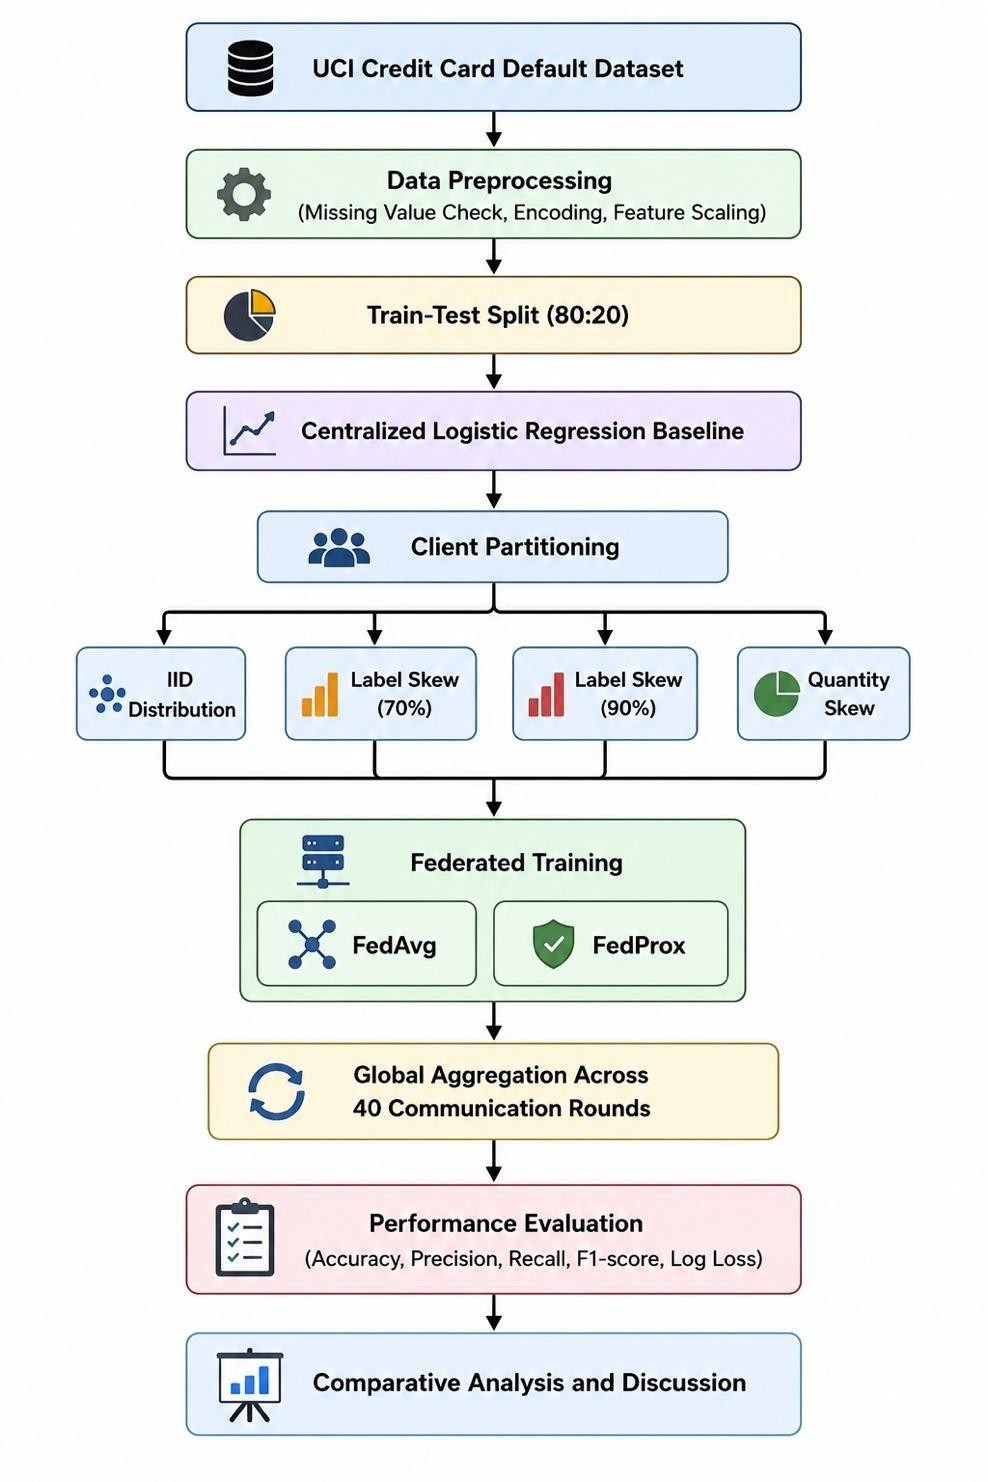 UCI Credit Card Default Dataset
Data Preprocessing
(Missing Value Check, Encoding, Feature Scaling)
Train-Test Split (80:20)
Centralized Logistic Regression Baseline
Client Partitioning
IID
Distribution
Label Skew
(70%)
Label Skew
(90%)
Quantity
Skew
Federated Training
FedAvg
FedProx
Global Aggregation Across
40 Communication Rounds
Performance Evaluation
(Accuracy, Precision, Recall, F1-score, Log Loss)
Comparative Analysis and Discussion